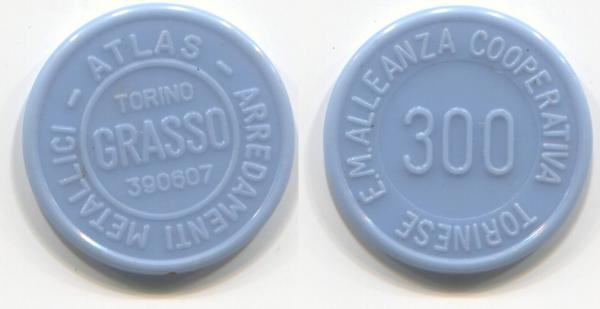 - ATLAS - ARREDAMENTI METALLICI
TORINO
GRASSO
390607
E.M.ALLEANZA COOPERATIVA TORINESE
300